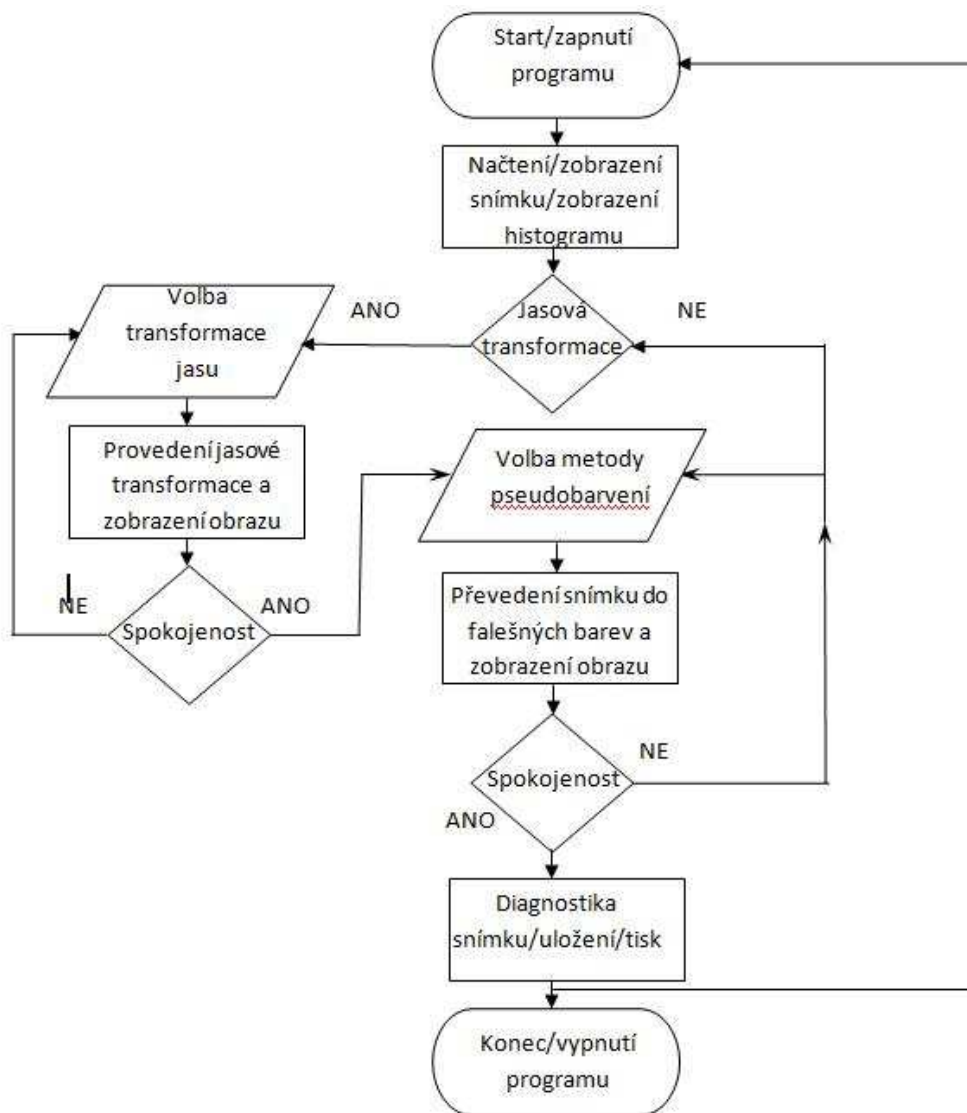 Start/zapnutí
programu
Načtení/zobrazení
snímku/zobrazení
histogramu
Jasová
transformace
ANO
NE
Volba
transformace
jasu
Provedení jasové
transformace a
zobrazení obrazu
Spokojenost
NE
ANO
Volba metody
pseudobarvení
Převedení snímku do
falešných barev a
zobrazení obrazu
Spokojenost
NE
ANO
Diagnostika
snímku/uložení/tisk
Konec/vypnutí
programu